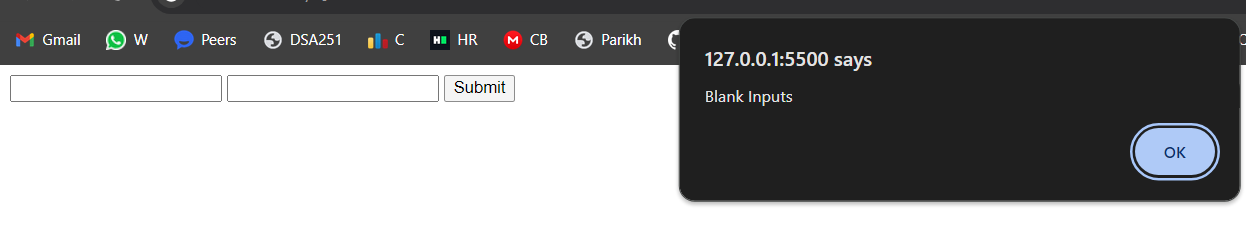 Gmail W Peers DSA251 C HR CB Parikh
127.0.0.1:5500 says
Blank Inputs
OK
Submit